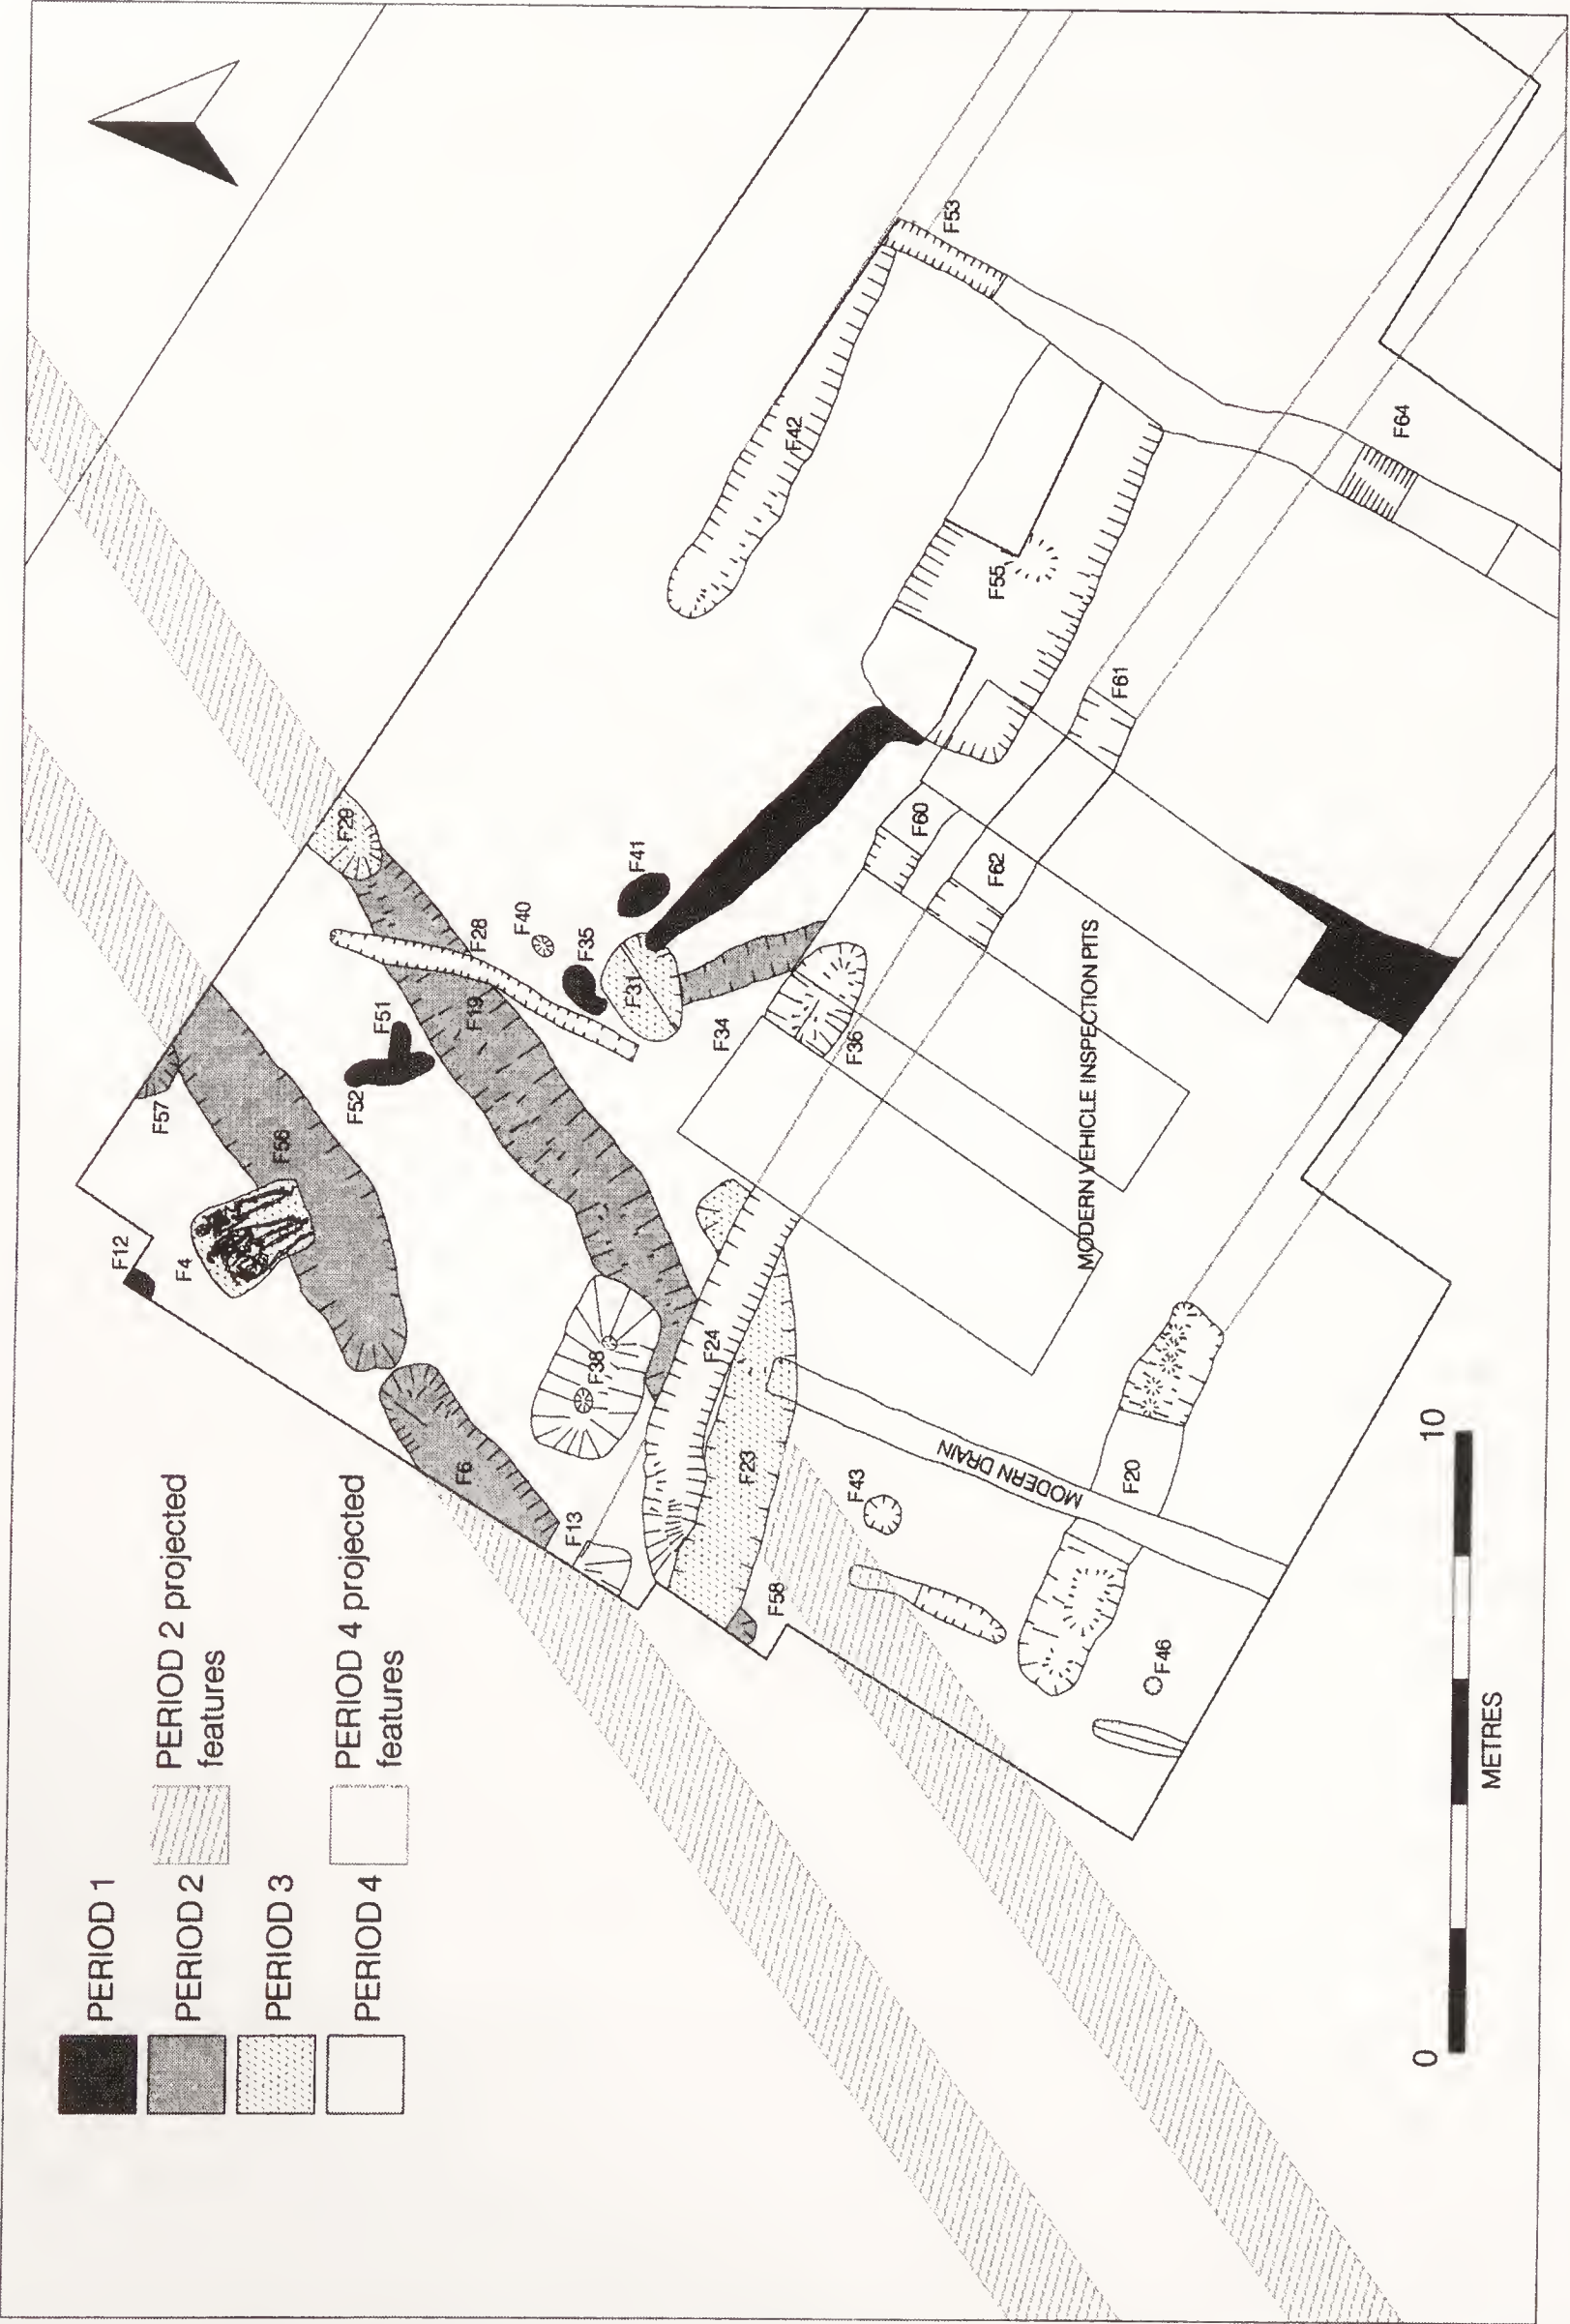 PERIOD 1
PERIOD 2
PERIOD 3
PERIOD 4
PERIOD 2 projected
features
PERIOD 4 projected
features
F12
F4
F57
F56
F52
F51
F6
F13
F38
F19
F28
F29
F40
F35
F41
F31
F34
F36
F24
F23
F58
F43
F42
F53
F55
F60
F62
F61
F64
MODERN VEHICLE INSPECTION PITS
MODERN DRAIN
F20
F46
0
10
METRES